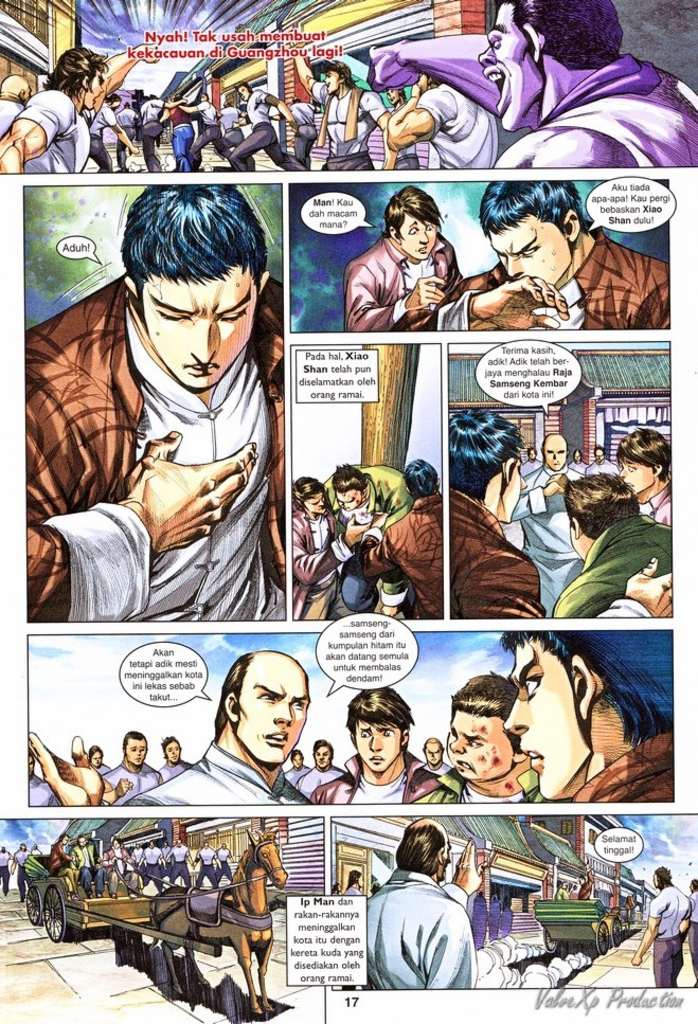 Nyah! Tak usah membuat
kekacauan di Guangzhou lagi!
Aduh!
Man! Kau
dah macam
mana?
Aku tiada
apa-apa! Kau pergi
bebaskan Xiao
Shan dulu!
Pada hal, Xiao
Shan telah pun
diselamatkan oleh
orang ramai.
Terima kasih,
adik! Adik telah ber-
jaya menghalau Raja
Samseng Kembar
dari kota ini!
Akan
tetapi adik mesti
meninggalkan kota
ini lekas sebab
takut...
...samseng-
samseng dari
kumpulan hitam itu
akan datang semula
untuk membalas
dendam!
Ip Man dan
rakan-rakannya
meninggalkan
kota itu dengan
kereta kuda yang
disediakan oleh
orang ramai.
Selamat
tinggal!
17
ValreXp Production